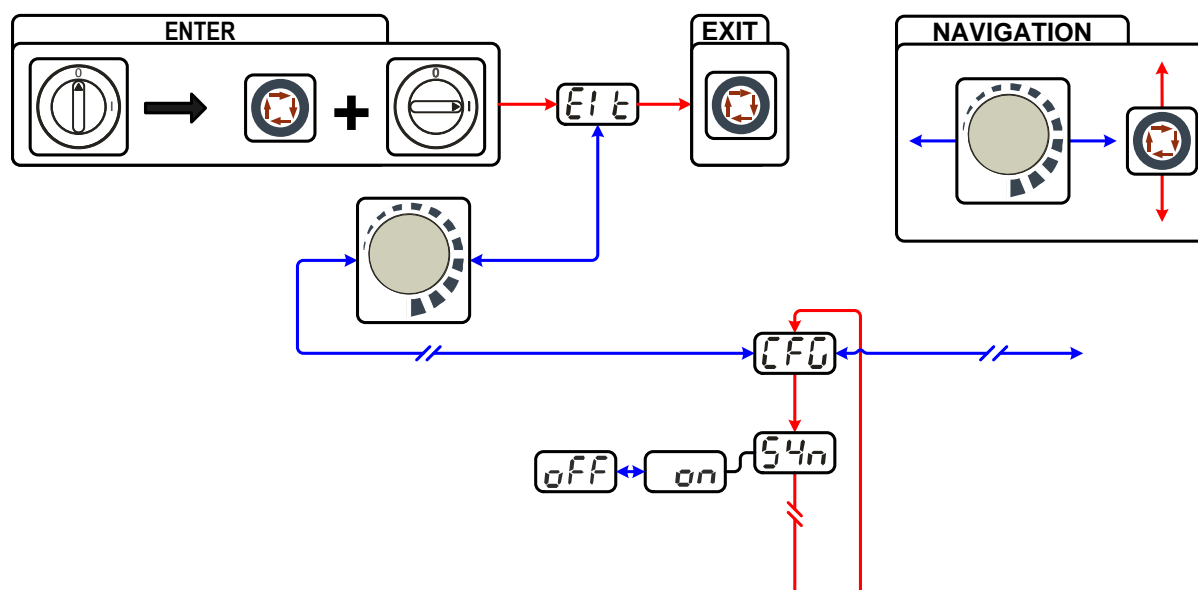 ENTER
EXIT
NAVIGATION
0
I
0
I
EIt
CFG
SYn
oFF
on